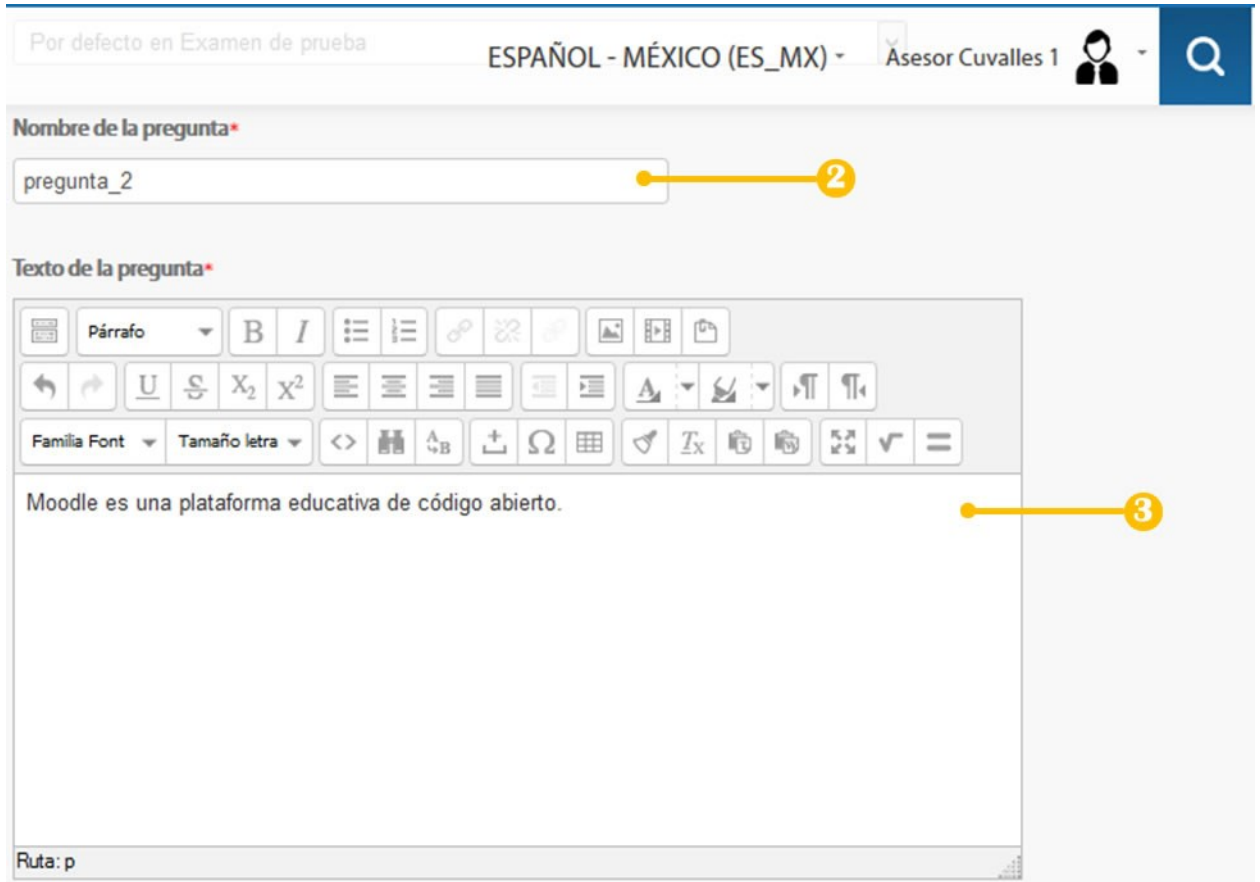 Por defecto en Examen de prueba
ESPAÑOL - MÉXICO (ES_MX)
Asesor Cuvalles 1
Nombre de la pregunta*
pregunta_2
2
Texto de la pregunta*
Párrafo B I
U S X2 X² A
Familia Font Tamaño letra <> A B Ω Tx
Moodle es una plataforma educativa de código abierto.
3
Ruta: p